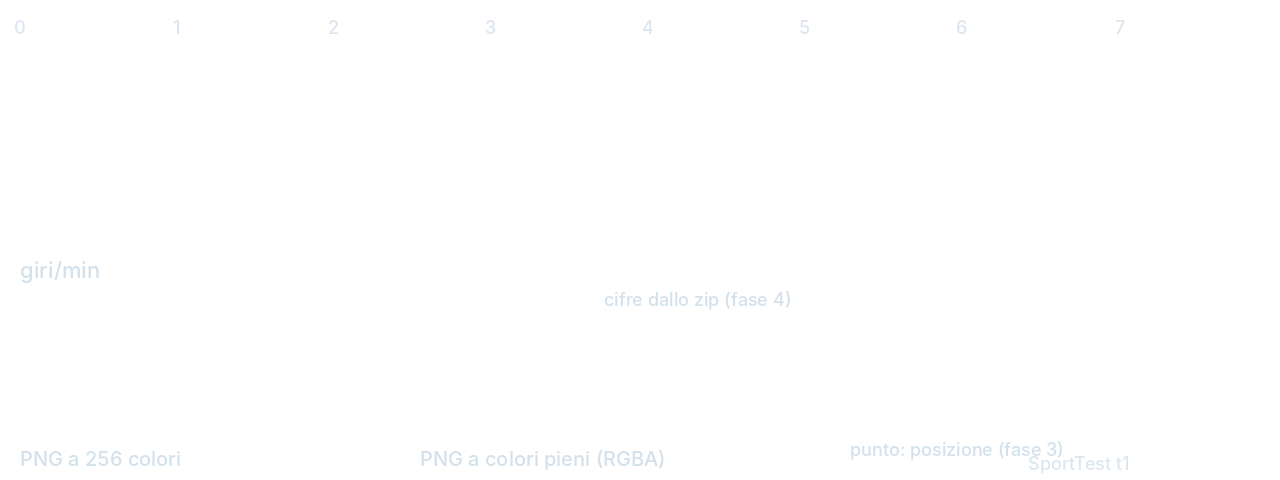 0 1 2 3 4 5 6 7
giri/min
cifre dallo zip (fase 4)
PNG a 256 colori
PNG a colori pieni (RGBA)
punto: posizione (fase 3)
SportTest t1